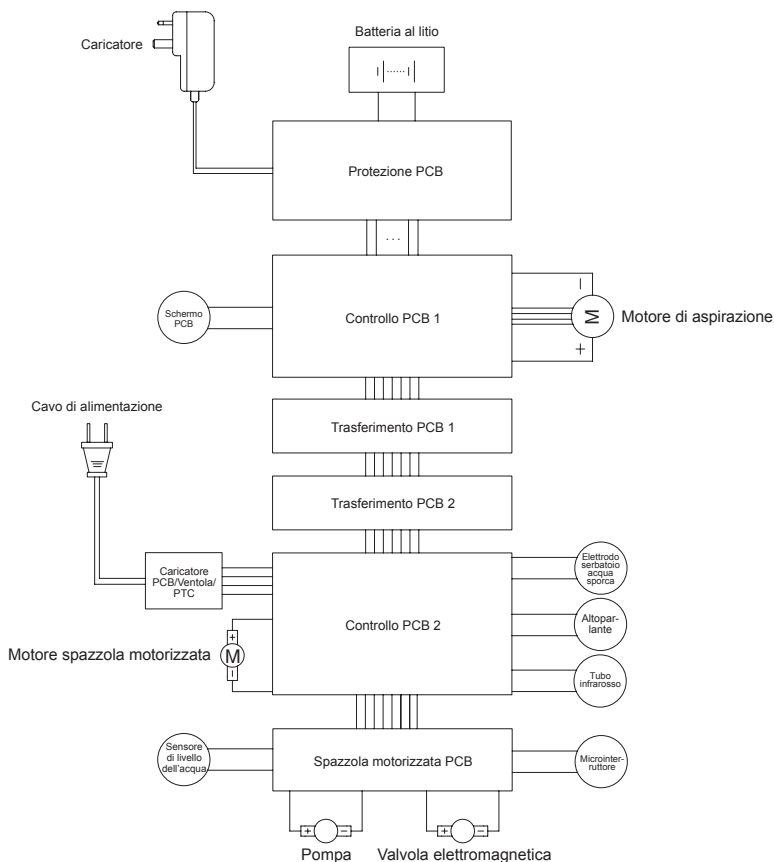 Batteria al litio
Caricatore
Protezione PCB
Schermo
PCB
Controllo PCB 1
M
Motore di aspirazione
Cavo di alimentazione
Trasferimento PCB 1
Trasferimento PCB 2
Caricatore
PCB/Ventola/
PTC
Controllo PCB 2
Elettrodo
serbatoio
acqua
sporca
Altopar-
lante
Motore spazzola motorizzata
M
Tubo
infrarosso
Sensore
di livello
dell'acqua
Spazzola motorizzata PCB
Microinter-
ruttore
Pompa
Valvola elettromagnetica